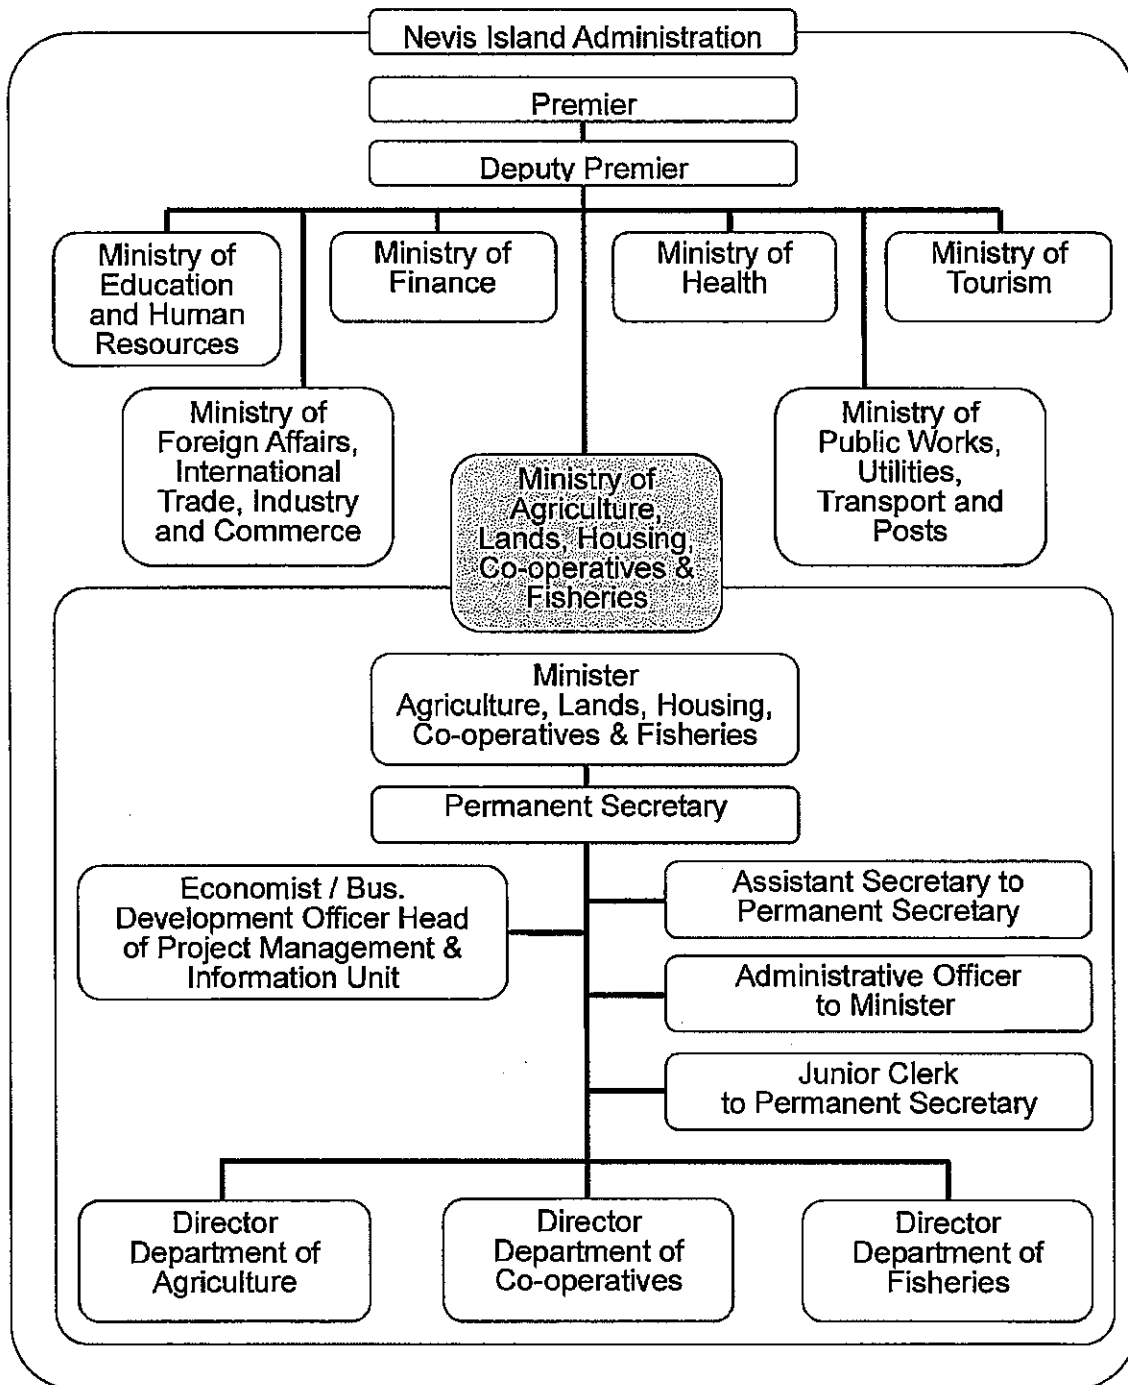 Nevis Island Administration
Premier
Deputy Premier
Ministry of
Education
and Human
Resources
Ministry of
Finance
Ministry of
Health
Ministry of
Tourism
Ministry of
Foreign Affairs,
International
Trade, Industry
and Commerce
Ministry of
Agriculture,
Lands, Housing,
Co-operatives &
Fisheries
Ministry of
Public Works,
Utilities,
Transport and
Posts
Minister
Agriculture, Lands, Housing,
Co-operatives & Fisheries
Permanent Secretary
Economist / Bus.
Development Officer Head
of Project Management &
Information Unit
Assistant Secretary to
Permanent Secretary
Administrative Officer
to Minister
Junior Clerk
to Permanent Secretary
Director
Department of
Agriculture
Director
Department of
Co-operatives
Director
Department of
Fisheries